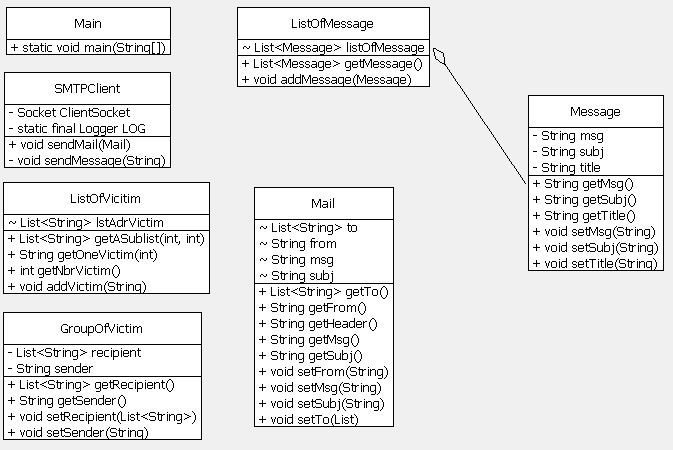 Main
+ static void main(String[])
SMTPClient
- Socket ClientSocket
- static final Logger LOG
+ void sendMail(Mail)
- void sendMessage(String)
ListOfVicitim
~ List<String> lstAdrVictim
+ List<String> getASublist(int, int)
+ String getOneVictim(int)
+ int getNbrVictim()
+ void addVictim(String)
GroupOfVictim
- List<String> recipient
- String sender
+ List<String> getRecipient()
+ String getSender()
+ void setRecipient(List<String>)
+ void setSender(String)
ListOfMessage
~ List<Message> listOfMessage
+ List<Message> getMessage()
+ void addMessage(Message)
Mail
~ List<String> to
~ String from
~ String msg
~ String subj
+ List<String> getTo()
+ String getFrom()
+ String getHeader()
+ String getMsg()
+ String getSubj()
+ void setFrom(String)
+ void setMsg(String)
+ void setSubj(String)
+ void setTo(List)
Message
- String msg
- String subj
- String title
+ String getMsg()
+ String getSubj()
+ String getTitle()
+ void setMsg(String)
+ void setSubj(String)
+ void setTitle(String)